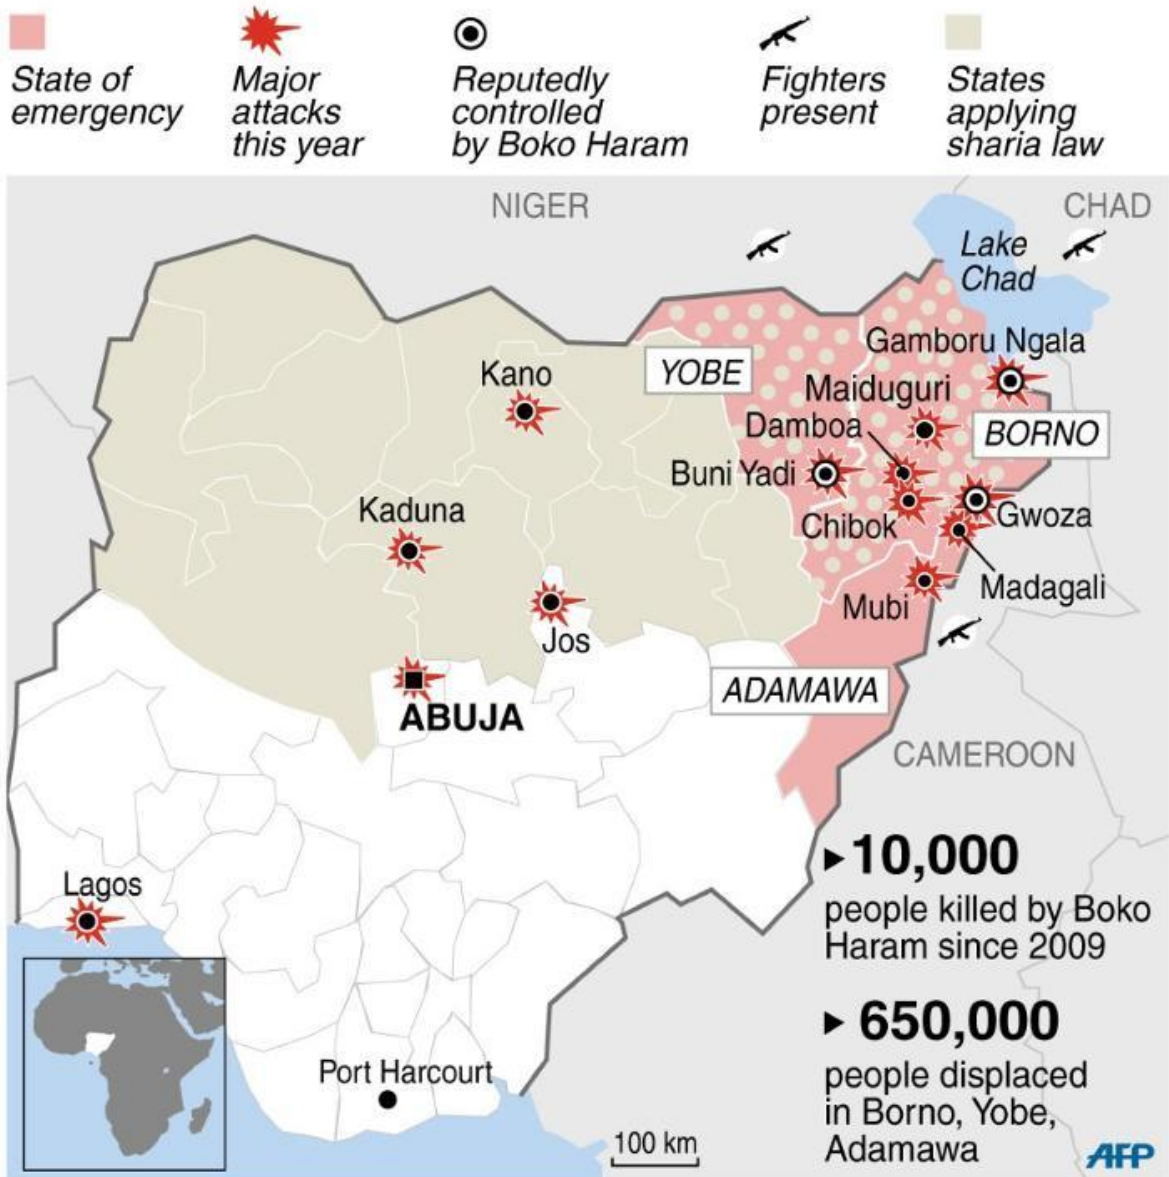 State of
emergency
Major
attacks
this year
Reputedly
controlled
by Boko Haram
Fighters
present
States
applying
sharia law
NIGER
CHAD
Lake
Chad
Gamboru Ngala
Kano
YOBE
Maiduguri
Damboa
BORNO
Buni Yadi
Kaduna
Chibok
Gwoza
Madagali
Mubi
Jos
ADAMAWA
ABUJA
CAMEROON
10,000
people killed by Boko
Haram since 2009
Lagos
650,000
people displaced
in Borno, Yobe,
Adamawa
Port Harcourt
100 km
AFP